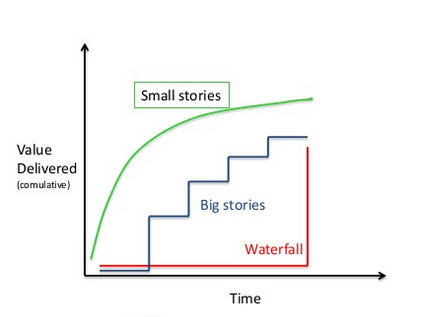 Small stories
Value
Delivered
(comulative)
Big stories
Waterfall
Time